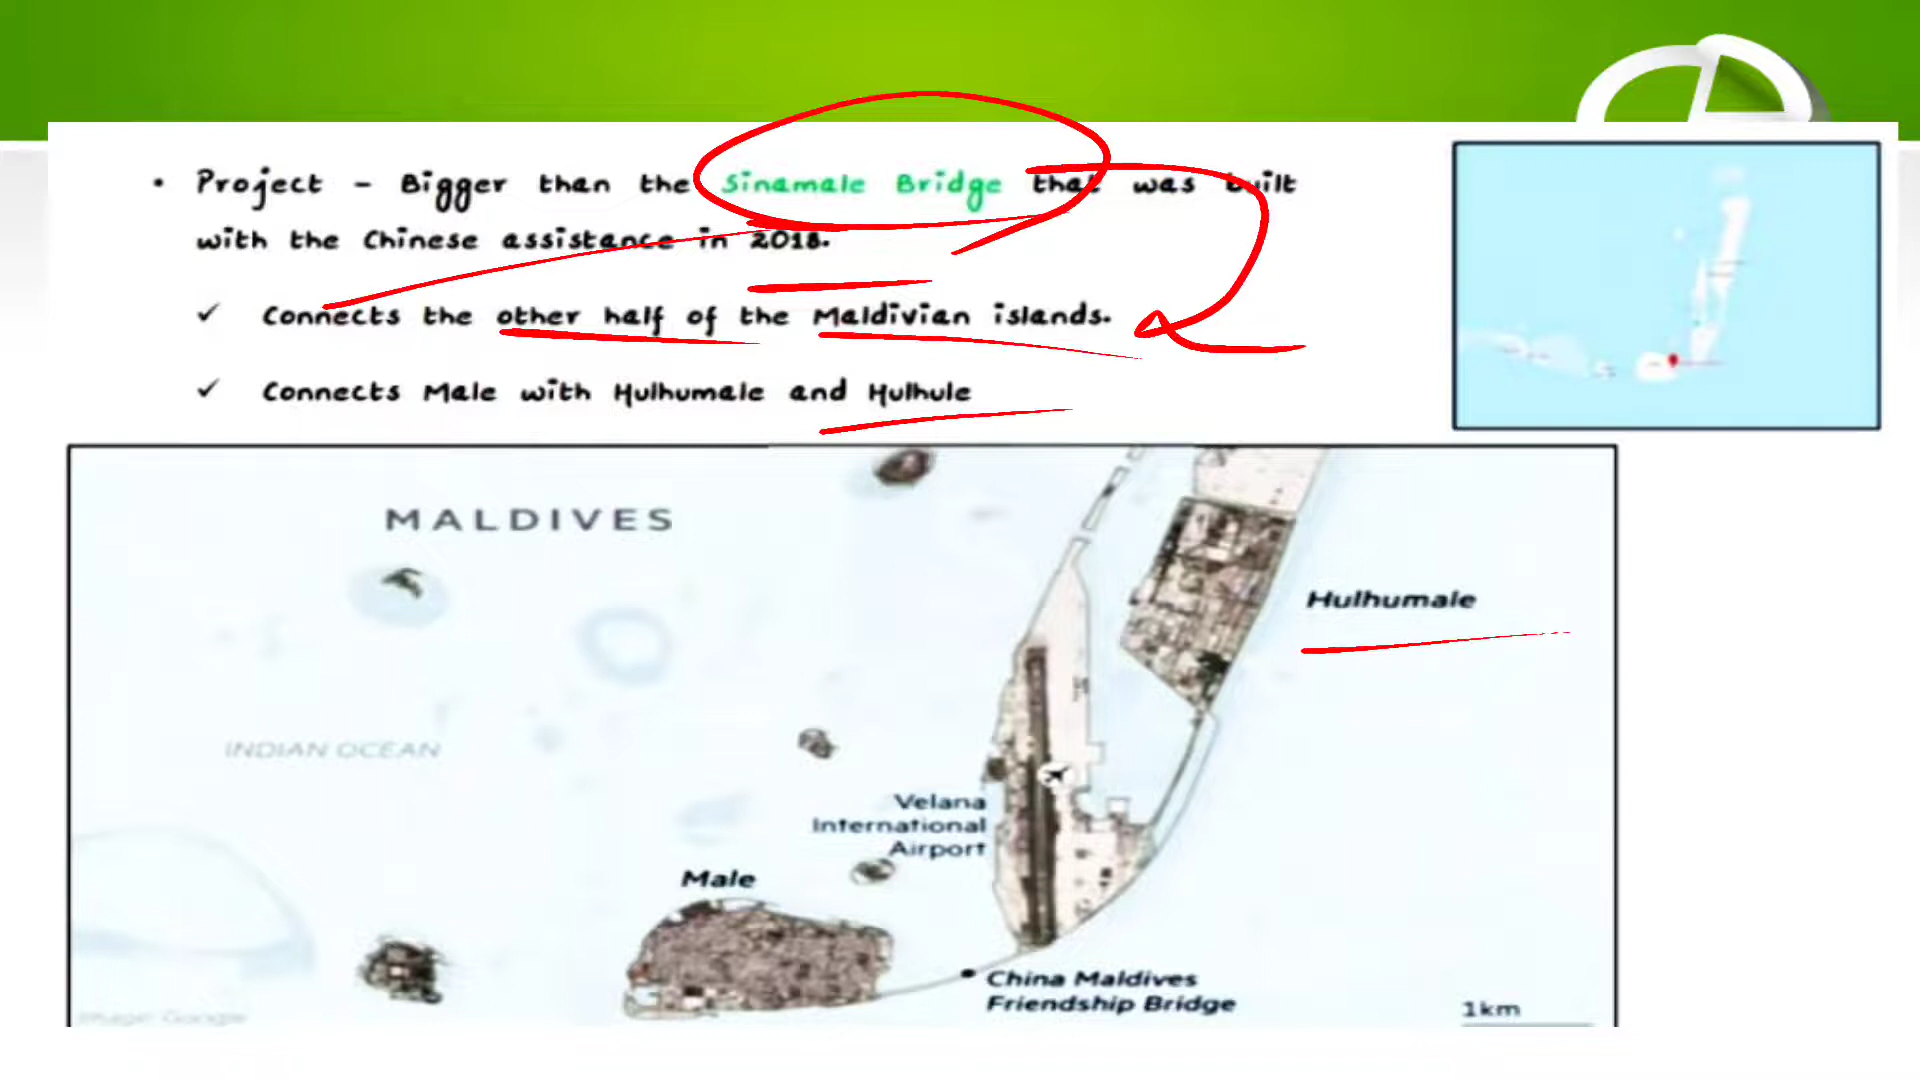 • Project - Bigger than the Sinamale Bridge that was built
with the Chinese assistance in 2018.
✓ Connects the other half of the Maldivian islands.
✓ Connects Male with Hulhumale and Hulhule
MALDIVES
Hulhumale
INDIAN OCEAN
Velana
International
Airport
Male
China Maldives
Friendship Bridge
1km
Image: Google